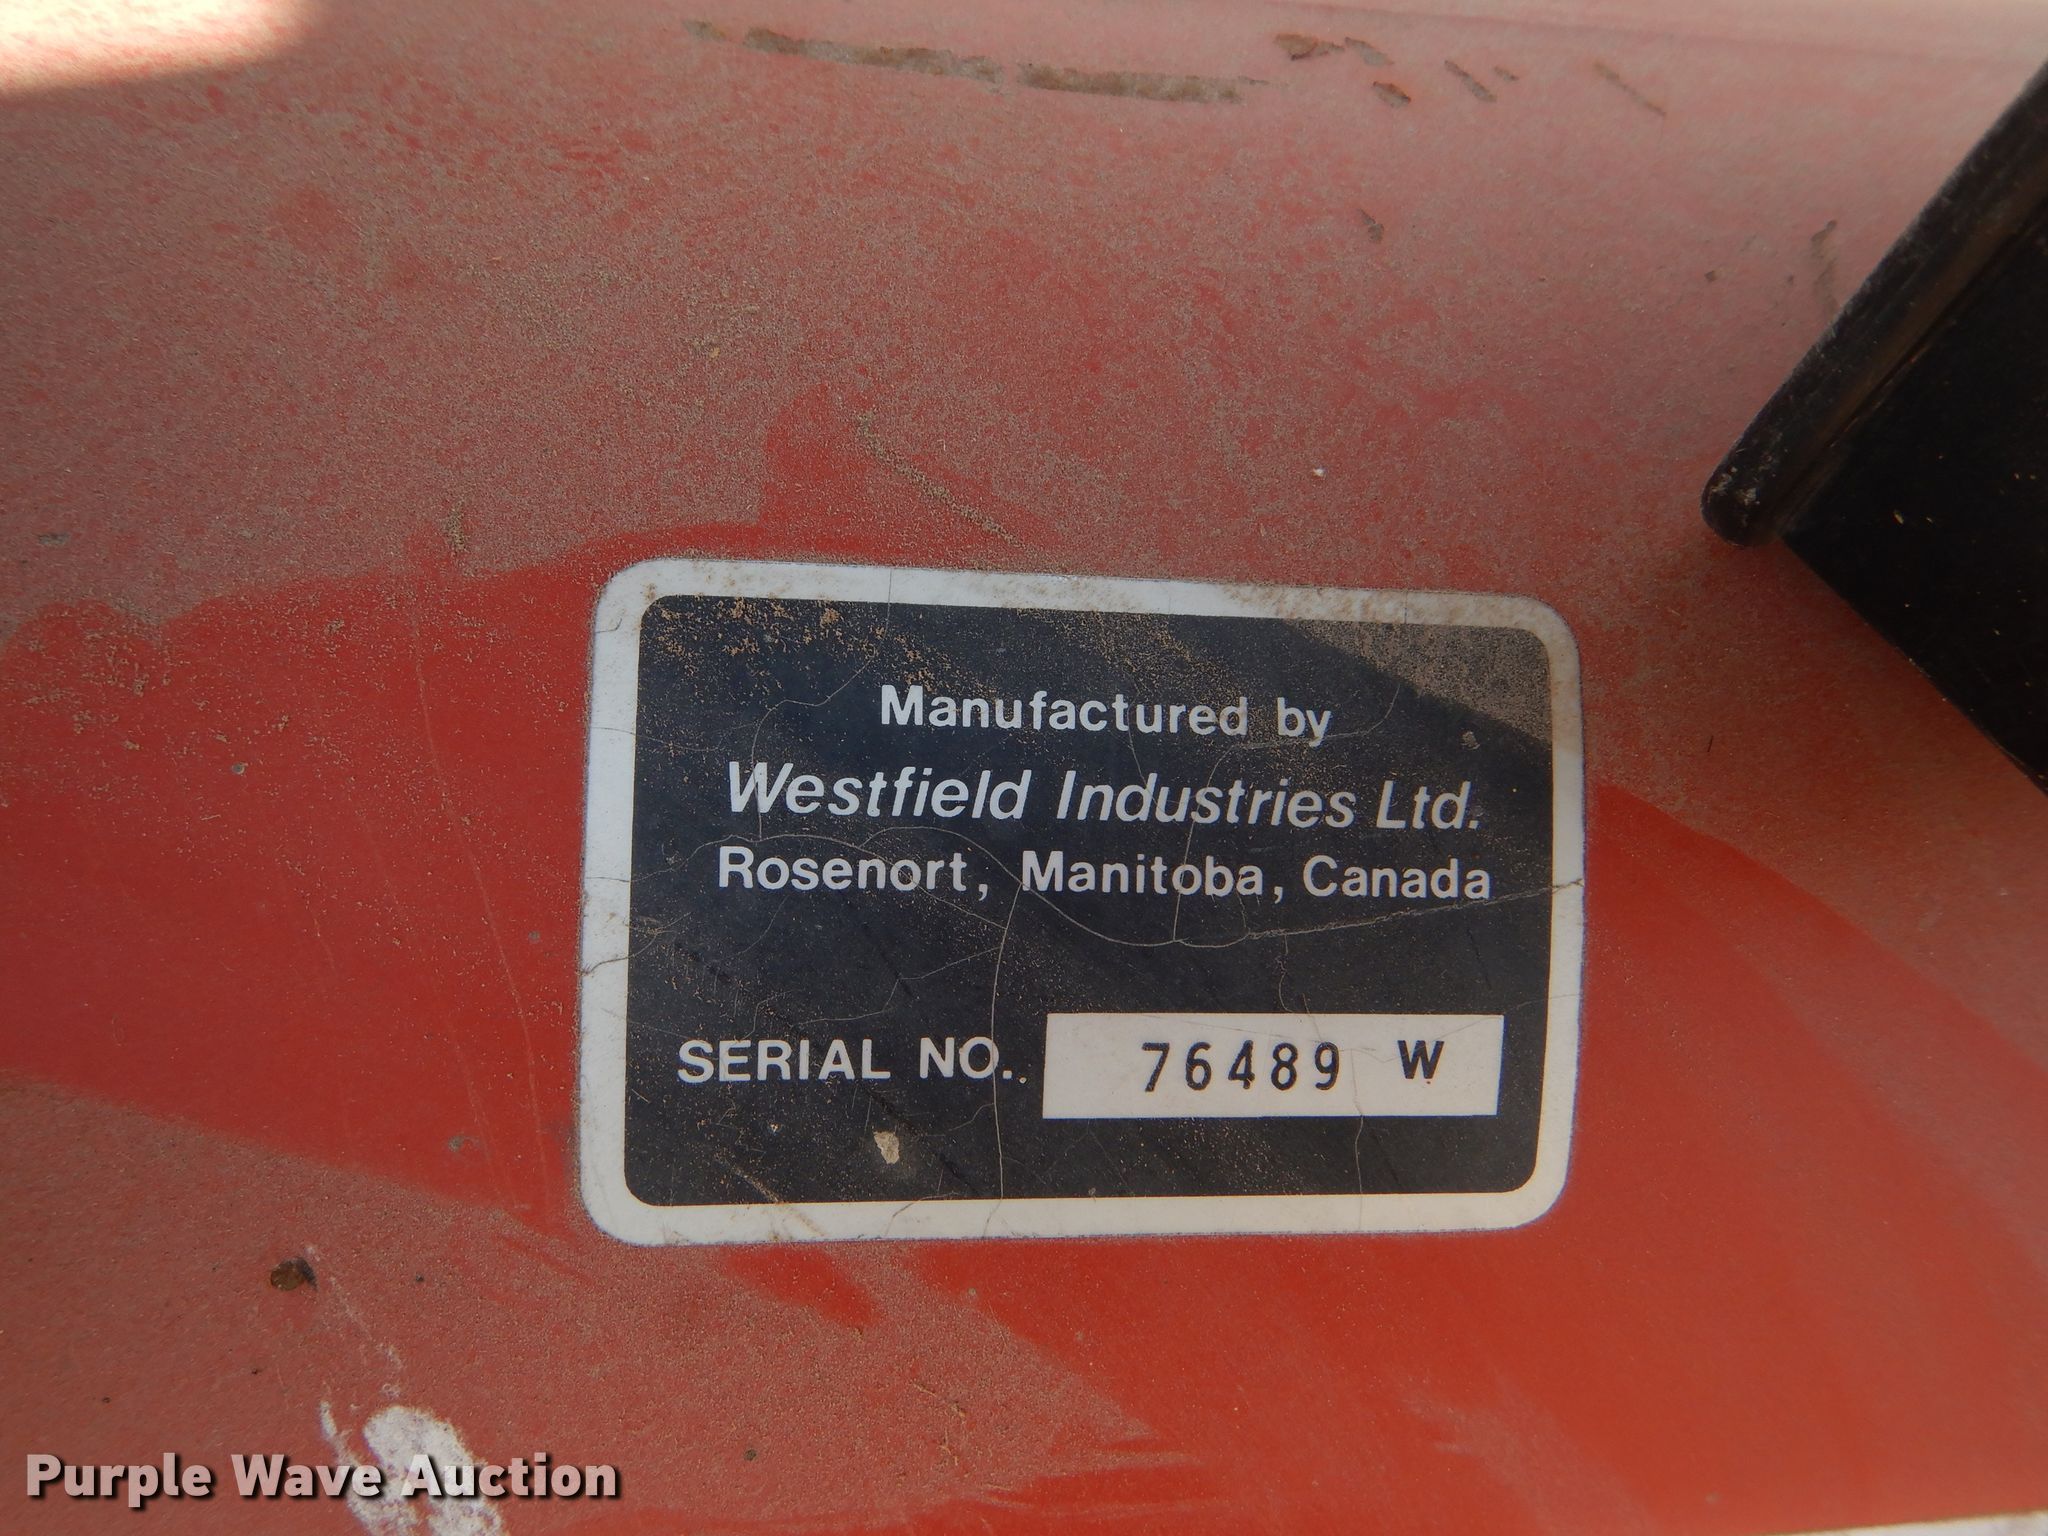 Manufactured by
Westfield Industries Ltd.
Rosenort, Manitoba, Canada
SERIAL NO. 76489 W
Purple Wave Auction